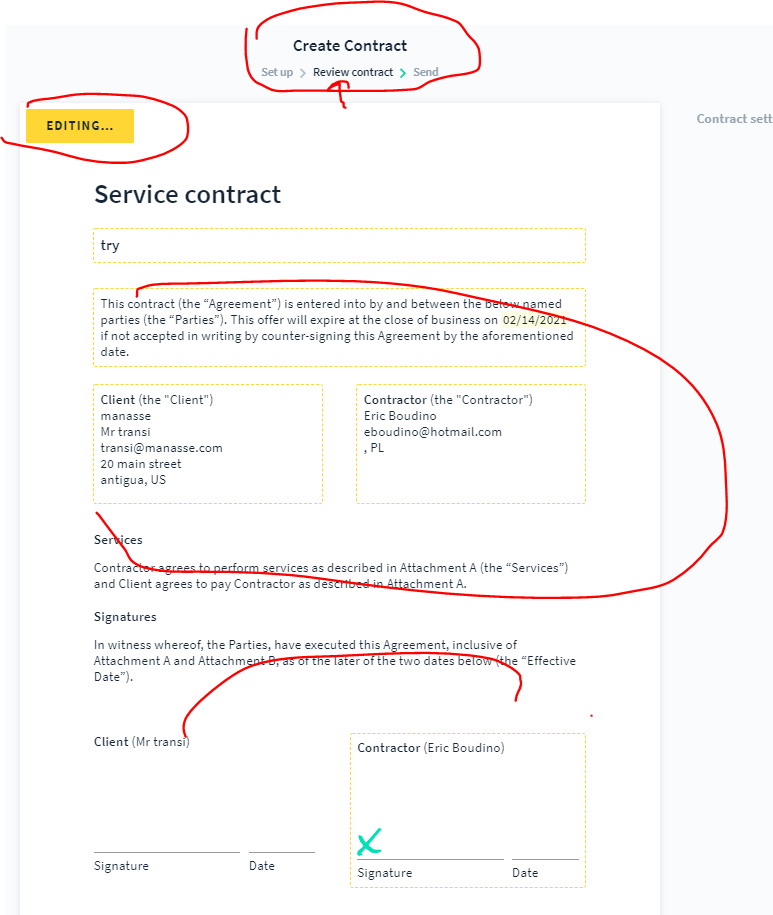 Create Contract
Set up > Review contract > Send
EDITING...
Contract sett
Service contract
try
This contract (the “Agreement”) is entered into by and between the below named
parties (the “Parties”). This offer will expire at the close of business on 02/14/2021
if not accepted in writing by counter-signing this Agreement by the aforementioned
date.
Client (the "Client")
manasse
Mr transi
transi@manasse.com
20 main street
antigua, US
Contractor (the "Contractor")
Eric Boudino
eboudino@hotmail.com
, PL
Services
Contractor agrees to perform services as described in Attachment A (the “Services”)
and Client agrees to pay Contractor as described in Attachment A.
Signatures
In witness whereof, the Parties, have executed this Agreement, inclusive of
Attachment A and Attachment B, as of the later of the two dates below (the “Effective
Date”).
Client (Mr transi)
Signature Date
Contractor (Eric Boudino)
Signature Date